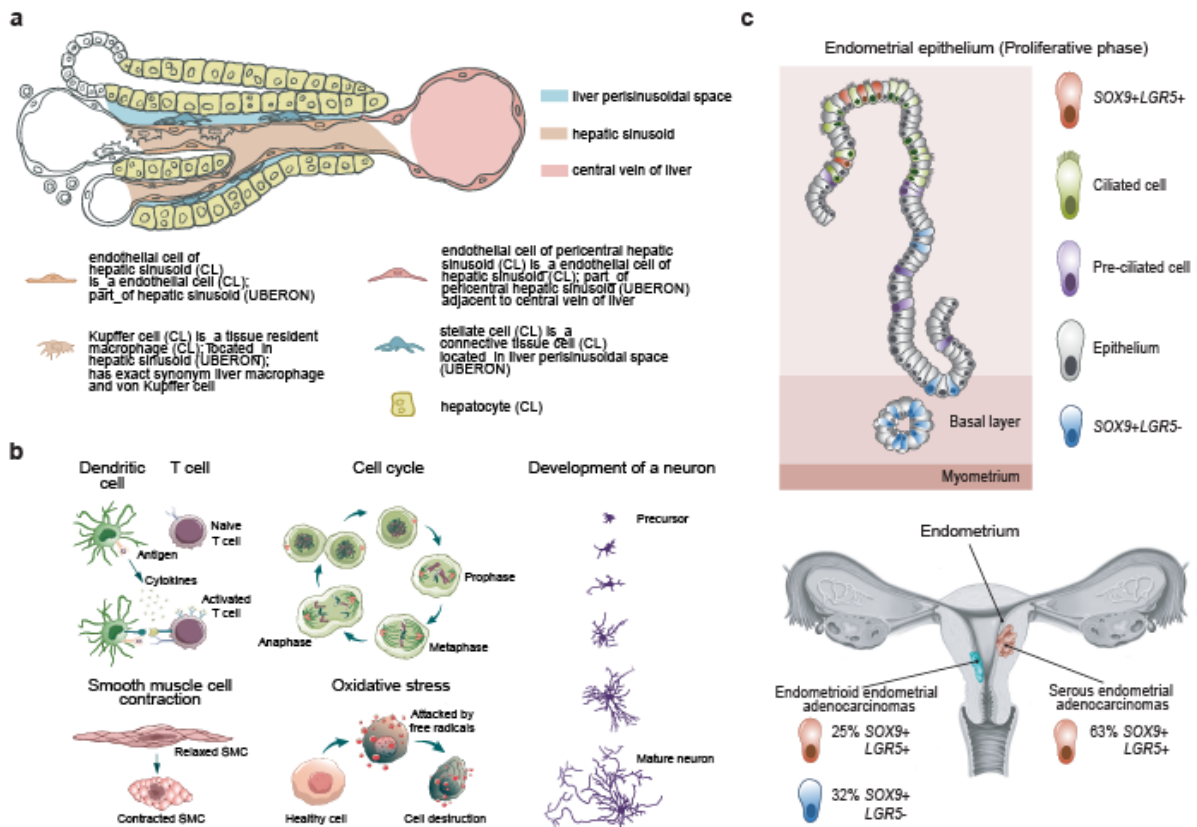 a
liver perisinusoidal space
hepatic sinusoid
central vein of liver
endothelial cell of
hepatic sinusoid (CL)
is_a endothelial cell (CL);
part_of hepatic sinusoid (UBERON)
endothelial cell of pericentral hepatic
sinusoid (CL) is_a endothelial cell of
hepatic sinusoid (CL); part_of
pericentral hepatic sinusoid (UBERON)
adjacent to central vein of liver
Kupffer cell (CL) is_a tissue resident
macrophage (CL); located_in
hepatic sinusoid (UBERON);
has exact synonym liver macrophage
and von Kupffer cell
stellate cell (CL) is_a
connective tissue cell (CL)
located_in liver perisinusoidal space
(UBERON)
hepatocyte (CL)
b
Dendritic
cell
T cell
Naive
T cell
Antigen
Cytokines
Activated
T cell
Cell cycle
Prophase
Metaphase
Anaphase
Development of a neuron
Precursor
Mature neuron
Smooth muscle cell
contraction
Relaxed SMC
Contracted SMC
Oxidative stress
Attacked by
free radicals
Healthy cell
Cell destruction
c
Endometrial epithelium (Proliferative phase)
SOX9+LGR5+
Ciliated cell
Pre-ciliated cell
Epithelium
SOX9+LGR5-
Basal layer
Myometrium
Endometrium
Endometrioid endometrial
adenocarcinomas
25% SOX9+
LGR5+
32% SOX9+
LGR5-
Serous endometrial
adenocarcinomas
63% SOX9+
LGR5+